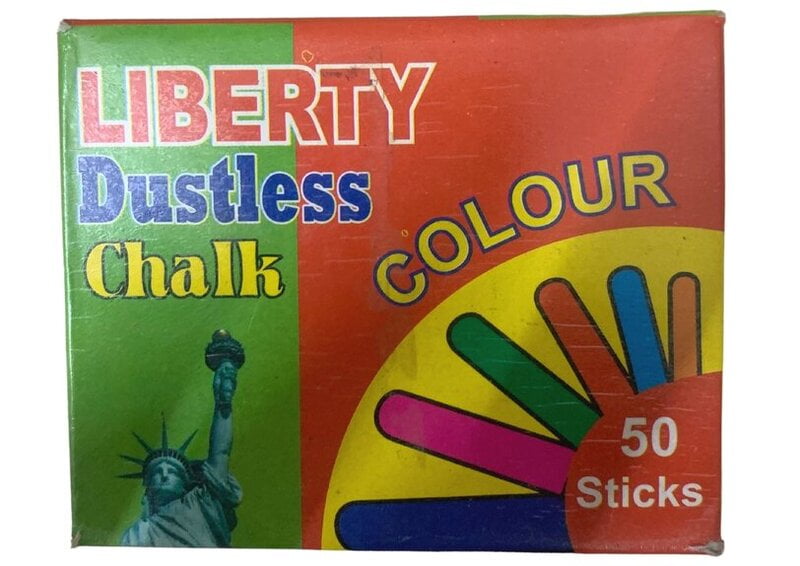 LIBERTY
Dustless
Chalk
COLOUR
50
Sticks